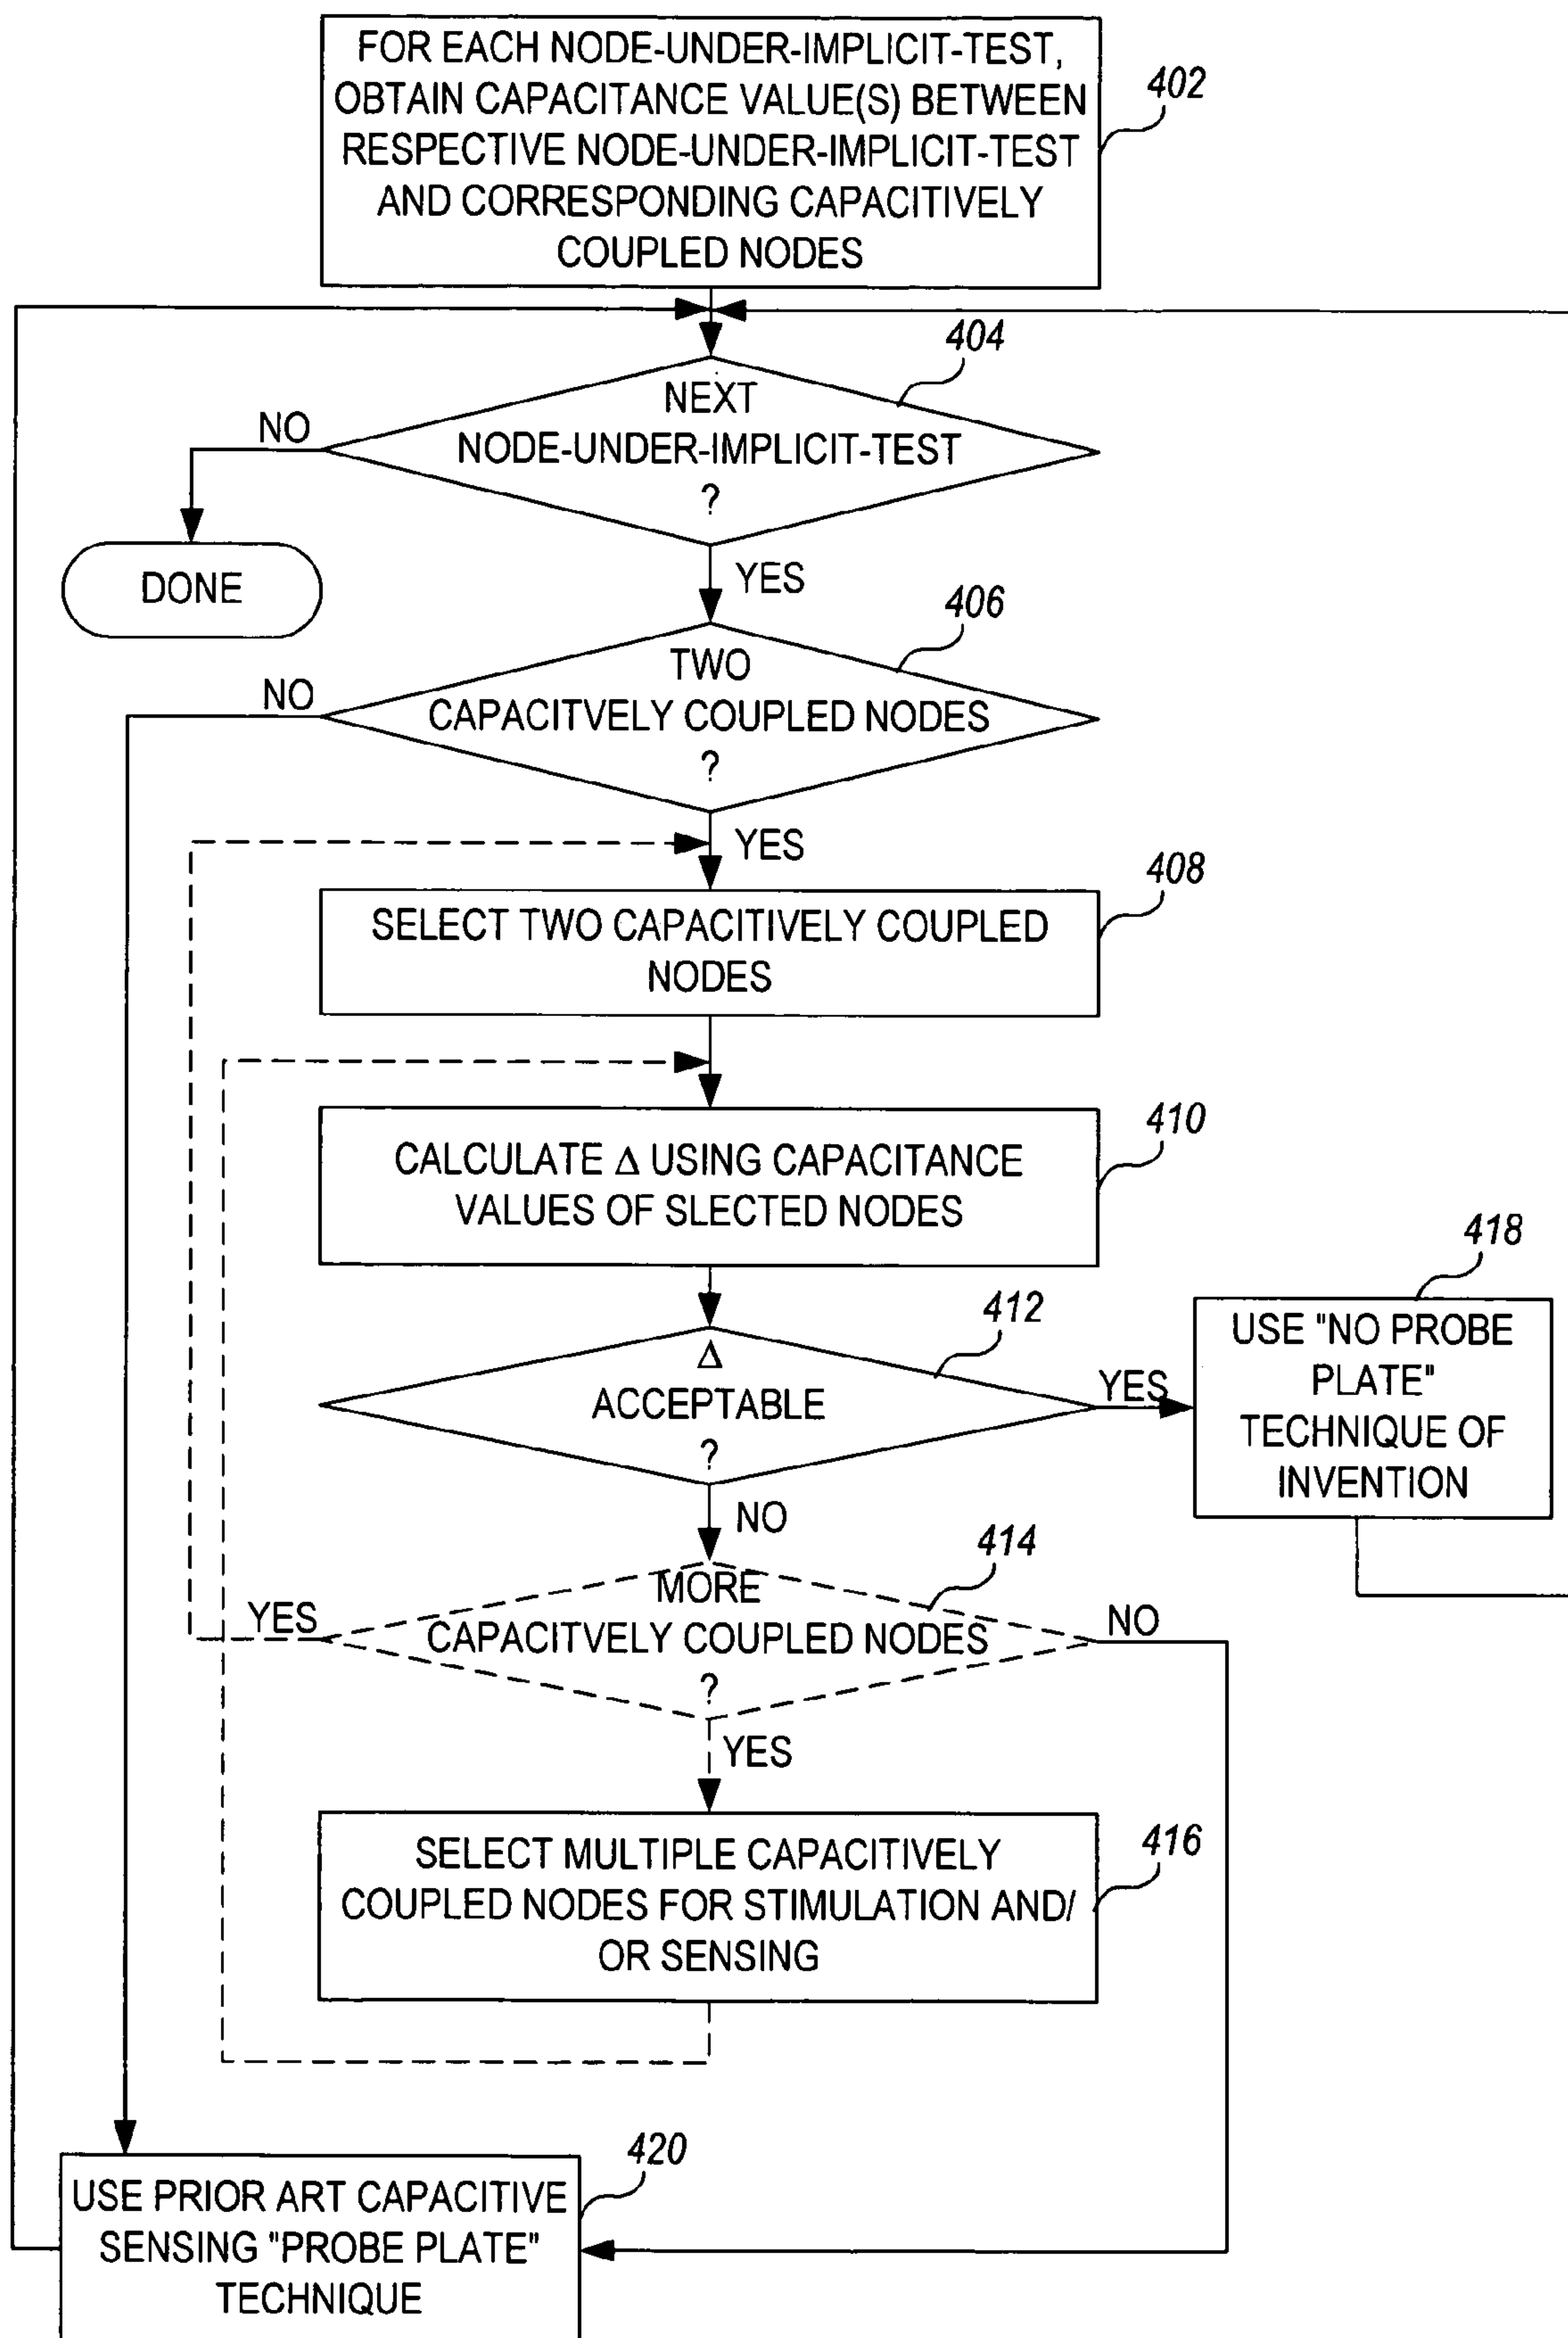 FOR EACH NODE-UNDER-IMPLICIT-TEST,
OBTAIN CAPACITANCE VALUE(S) BETWEEN
RESPECTIVE NODE-UNDER-IMPLICIT-TEST
AND CORRESPONDING CAPACITIVELY
COUPLED NODES
402
404
NEXT
NODE-UNDER-IMPLICIT-TEST
?
NO
DONE
YES
406
TWO
CAPACITVELY COUPLED NODES
?
NO
YES
408
SELECT TWO CAPACITIVELY COUPLED
NODES
410
CALCULATE Δ USING CAPACITANCE
VALUES OF SLECTED NODES
412
Δ
ACCEPTABLE
?
YES
418
USE "NO PROBE
PLATE"
TECHNIQUE OF
INVENTION
NO
414
MORE
CAPACITVELY COUPLED NODES
?
YES
NO
YES
416
SELECT MULTIPLE CAPACITIVELY
COUPLED NODES FOR STIMULATION AND/
OR SENSING
420
USE PRIOR ART CAPACITIVE
SENSING "PROBE PLATE"
TECHNIQUE